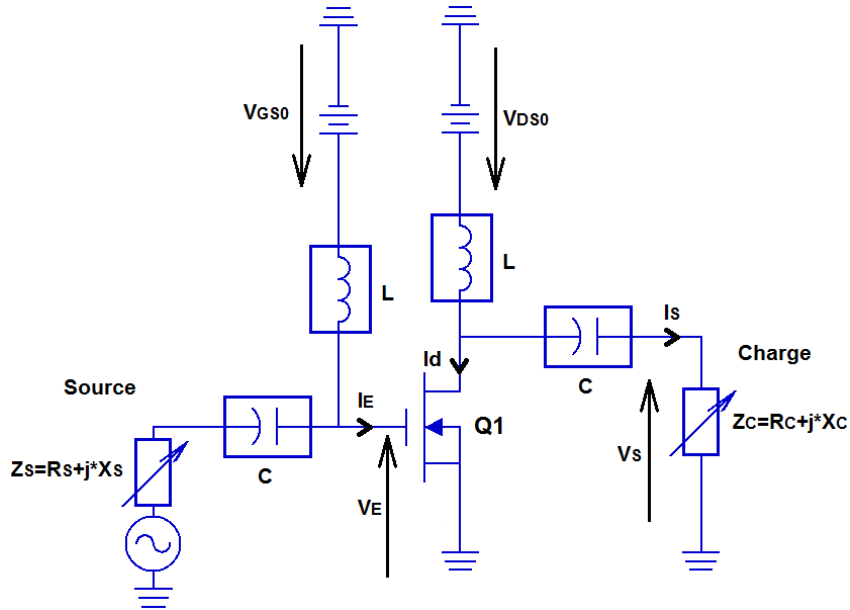 VGS0
VDS0
L
L
Id
IS
Source
IE
C
Charge
Q1
ZC=RC+j*XC
ZS=RS+j*XS
C
VE
VS